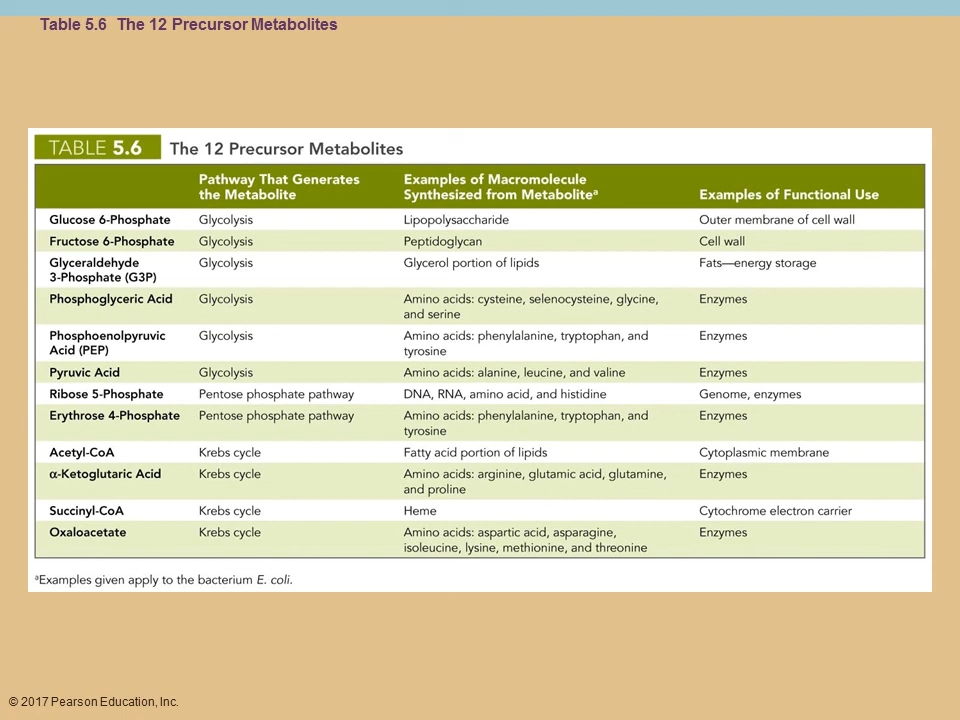 Table 5.6 The 12 Precursor Metabolites
TABLE 5.6 The 12 Precursor Metabolites
Pathway That Generates the Metabolite Examples of Macromolecule Synthesized from Metaboliteᵃ Examples of Functional Use
Glucose 6-Phosphate Glycolysis Lipopolysaccharide Outer membrane of cell wall
Fructose 6-Phosphate Glycolysis Peptidoglycan Cell wall
Glyceraldehyde 3-Phosphate (G3P) Glycolysis Glycerol portion of lipids Fats—energy storage
Phosphoglyceric Acid Glycolysis Amino acids: cysteine, selenocysteine, glycine, and serine Enzymes
Phosphoenolpyruvic Acid (PEP) Glycolysis Amino acids: phenylalanine, tryptophan, and tyrosine Enzymes
Pyruvic Acid Glycolysis Amino acids: alanine, leucine, and valine Enzymes
Ribose 5-Phosphate Pentose phosphate pathway DNA, RNA, amino acid, and histidine Genome, enzymes
Erythrose 4-Phosphate Pentose phosphate pathway Amino acids: phenylalanine, tryptophan, and tyrosine Enzymes
Acetyl-CoA Krebs cycle Fatty acid portion of lipids Cytoplasmic membrane
α-Ketoglutaric Acid Krebs cycle Amino acids: arginine, glutamic acid, glutamine, and proline Enzymes
Succinyl-CoA Krebs cycle Heme Cytochrome electron carrier
Oxaloacetate Krebs cycle Amino acids: aspartic acid, asparagine, isoleucine, lysine, methionine, and threonine Enzymes
ᵃExamples given apply to the bacterium E. coli.
© 2017 Pearson Education, Inc.